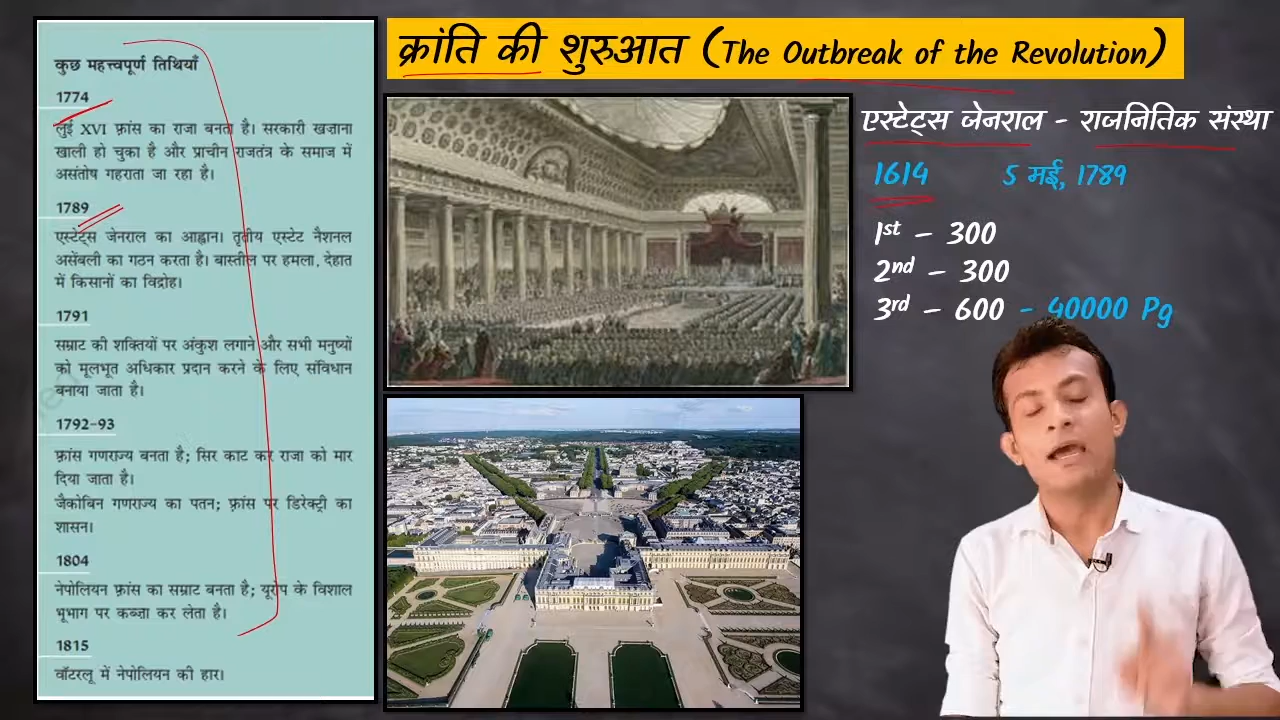 क्रांति की शुरुआत (The Outbreak of the Revolution)
कुछ महत्त्वपूर्ण तिथियाँ
1774
लुई XVI फ़्रांस का राजा बनता है। सरकारी खज़ाना
खाली हो चुका है और प्राचीन राजतंत्र के समाज में
असंतोष गहराता जा रहा है।
1789
एस्टेट्स जेनराल का आह्वान। तृतीय एस्टेट नैशनल
असेंबली का गठन करता है। बास्तील पर हमला, देहात
में किसानों का विद्रोह।
1791
सम्राट की शक्तियों पर अंकुश लगाने और सभी मनुष्यों
को मूलभूत अधिकार प्रदान करने के लिए संविधान
बनाया जाता है।
1792-93
फ़्रांस गणराज्य बनता है; सिर काट कर राजा को मार
दिया जाता है।
जैकोबिन गणराज्य का पतन; फ़्रांस पर डिरेक्ट्री का
शासन।
1804
नेपोलियन फ़्रांस का सम्राट बनता है; यूरोप के विशाल
भूभाग पर कब्ज़ा कर लेता है।
1815
वॉटरलू में नेपोलियन की हार।
एस्टेट्स जेनराल - राजनितिक संस्था
1614 5 मई, 1789
1st - 300
2nd - 300
3rd - 600 - 40000 Pg